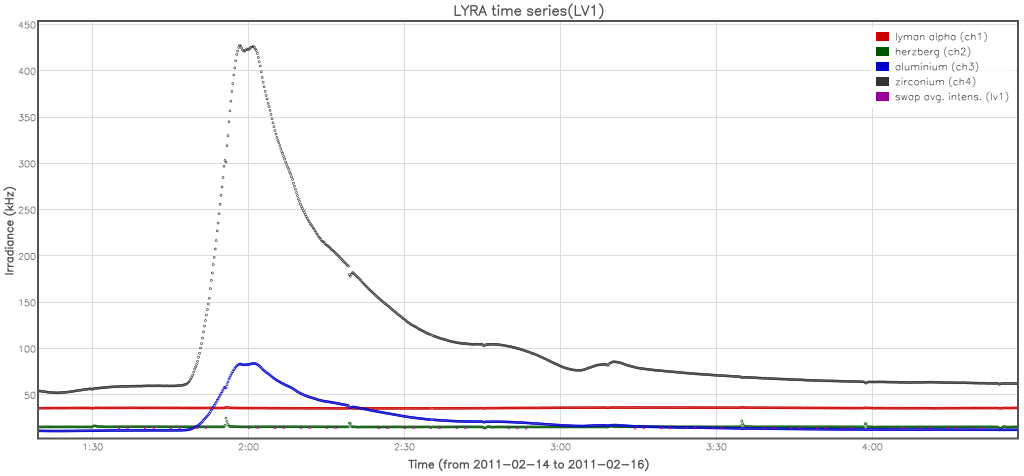 LYRA time series(LV1)
lyman alpha (ch1)
herzberg (ch2)
aluminium (ch3)
zirconium (ch4)
swap avg. intens. (lv1)
Irradiance (kHz)
450
400
350
300
250
200
150
100
50
1:30
2:00
2:30
3:00
3:30
4:00
Time (from 2011-02-14 to 2011-02-16)